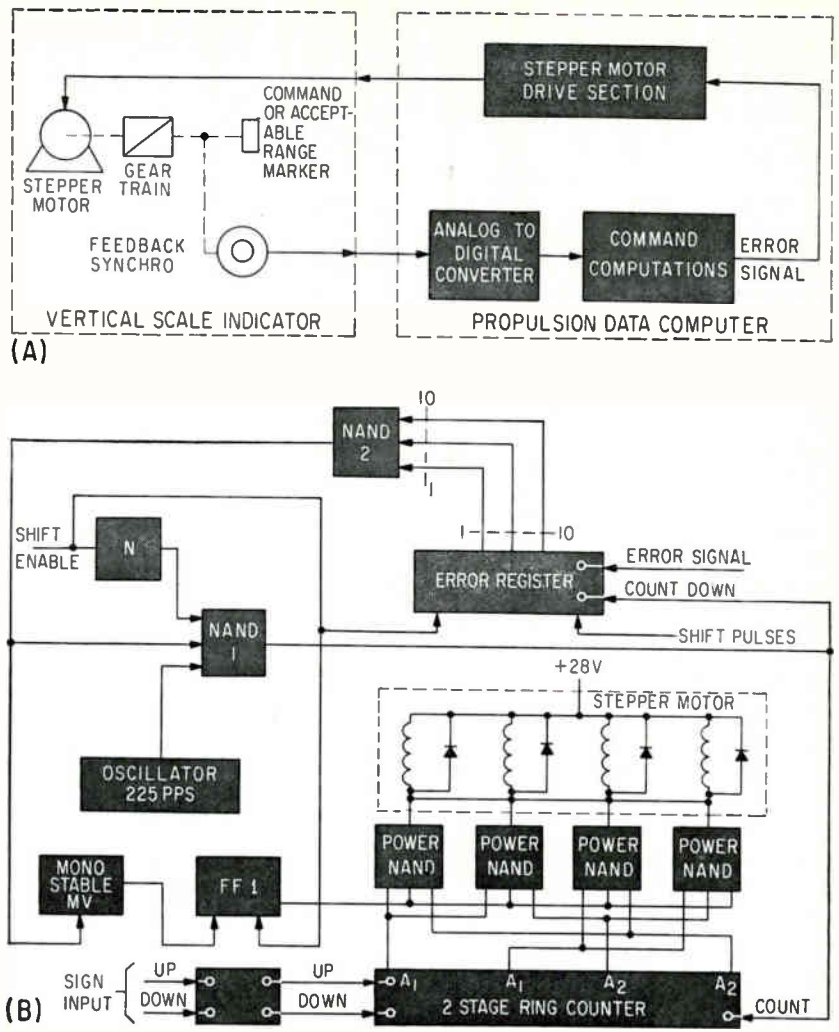 STEPPER MOTOR
DRIVE SECTION
COMMAND
OR ACCEPT-
ABLE
RANGE
MARKER
STEPPER
MOTOR
GEAR
TRAIN
FEEDBACK
SYNCHRO
ANALOG TO
DIGITAL
CONVERTER
COMMAND
COMPUTATIONS
ERROR
SIGNAL
VERTICAL SCALE INDICATOR
PROPULSION DATA COMPUTER
(A)
10
NAND
2
1
SHIFT
ENABLE
N
1
10
ERROR REGISTER
ERROR SIGNAL
COUNT DOWN
NAND
1
SHIFT PULSES
+28V
STEPPER MOTOR
OSCILLATOR
225 PPS
POWER
NAND
POWER
NAND
POWER
NAND
POWER
NAND
MONO
STABLE
MV
FF 1
SIGN
INPUT
UP
DOWN
UP
DOWN
A1
A1
A2
A2
2 STAGE RING COUNTER
COUNT
(B)